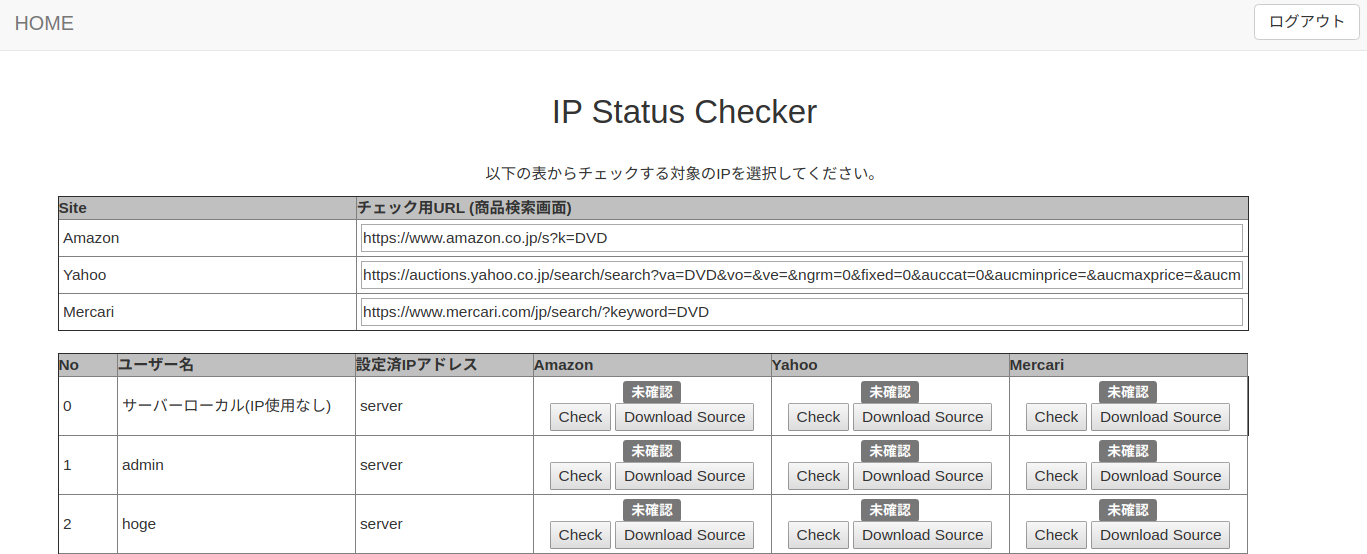 HOME
ログアウト
IP Status Checker
以下の表からチェックする対象のIPを選択してください。
Site チェック用URL (商品検索画面)
Amazon https://www.amazon.co.jp/s?k=DVD
Yahoo https://auctions.yahoo.co.jp/search/search?va=DVD&vo=&ve=&ngrm=0&fixed=0&auccat=0&aucminprice=&aucmaxprice=&aucm
Mercari https://www.mercari.com/jp/search/?keyword=DVD
No ユーザー名 設定済IPアドレス Amazon Yahoo Mercari
未確認 未確認 未確認
0 サーバーローカル(IP使用なし) server Check Download Source Check Download Source Check Download Source
未確認 未確認 未確認
1 admin server Check Download Source Check Download Source Check Download Source
未確認 未確認 未確認
2 hoge server Check Download Source Check Download Source Check Download Source